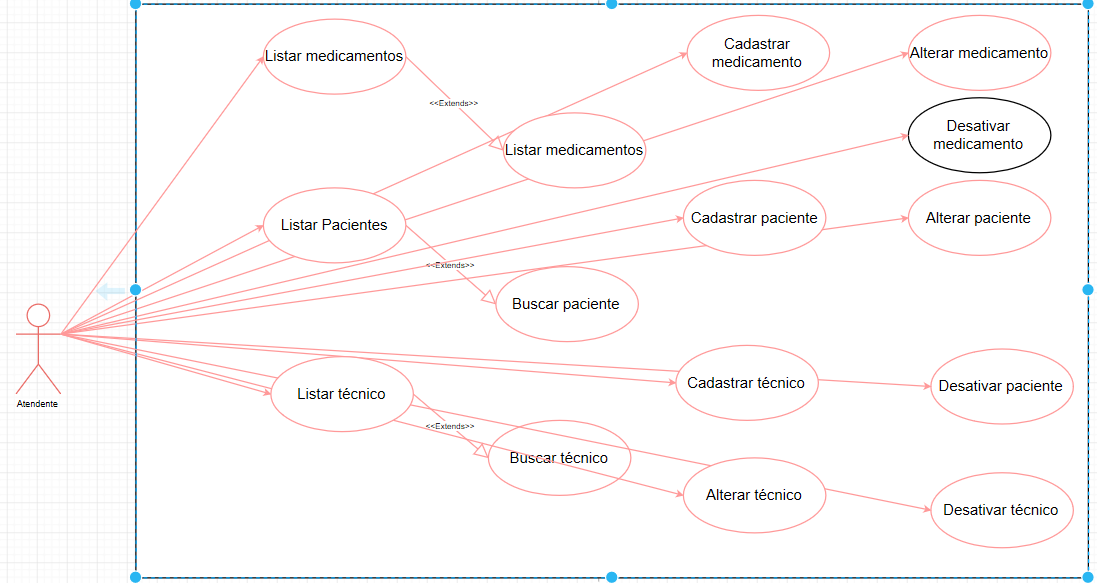 Listar medicamentos
Cadastrar
medicamento
Alterar medicamento
<<Extends>>
Desativar
medicamento
Listar medicamentos
Listar Pacientes
Cadastrar paciente
Alterar paciente
<<Extends>>
Buscar paciente
Atendente
Listar técnico
Cadastrar técnico
Desativar paciente
<<Extends>>
Buscar técnico
Alterar técnico
Desativar técnico